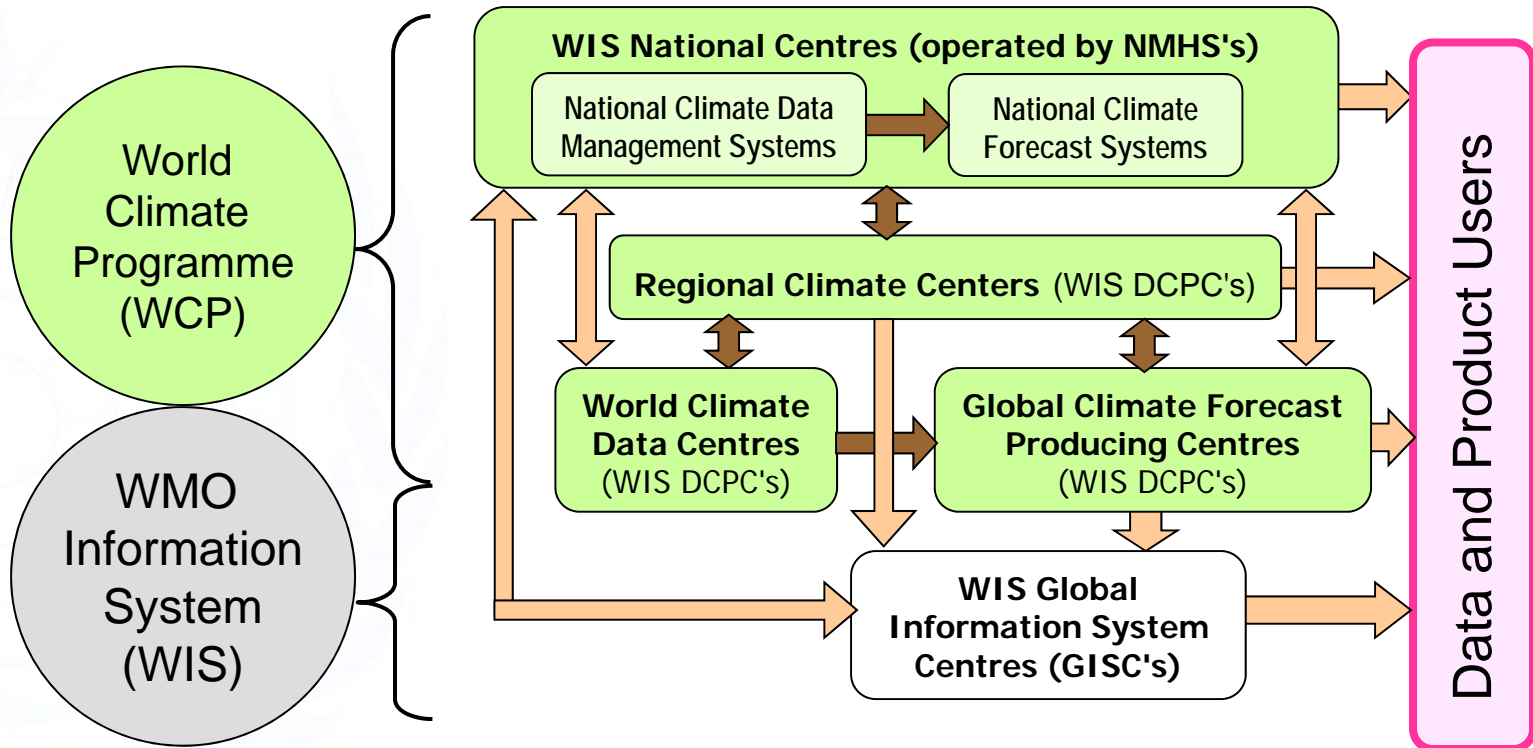 World
Climate
Programme
(WCP)
WMO
Information
System
(WIS)
WIS National Centres (operated by NMHS's)
National Climate Data
Management Systems
National Climate
Forecast Systems
Regional Climate Centers (WIS DCPC's)
World Climate
Data Centres
(WIS DCPC's)
Global Climate Forecast
Producing Centres
(WIS DCPC's)
WIS Global
Information System
Centres (GISC's)
Data and Product Users